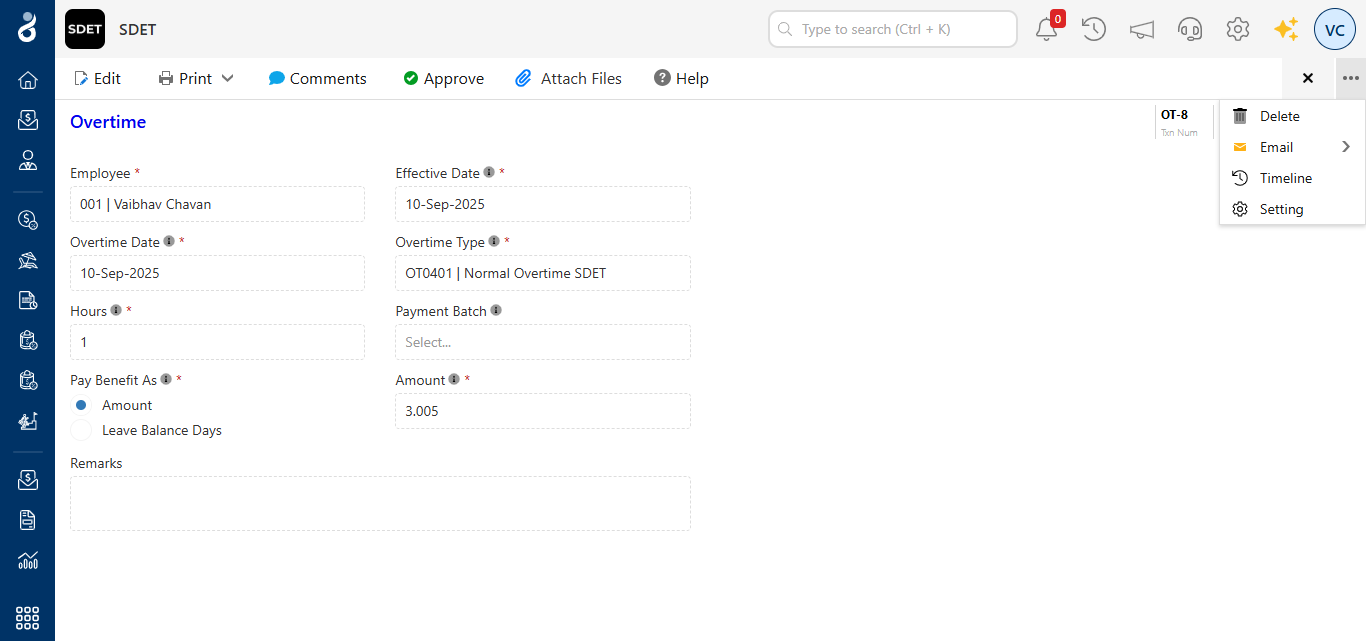 SDET SDET Type to search (Ctrl + K) 0 VC
Edit Print Comments Approve Attach Files Help
Overtime OT-8
Txn Num
Delete
Email
Timeline
Setting
Employee * Effective Date *
001 | Vaibhav Chavan 10-Sep-2025
Overtime Date * Overtime Type *
10-Sep-2025 OT0401 | Normal Overtime SDET
Hours * Payment Batch
1 Select...
Pay Benefit As * Amount *
Amount 3.005
Leave Balance Days
Remarks